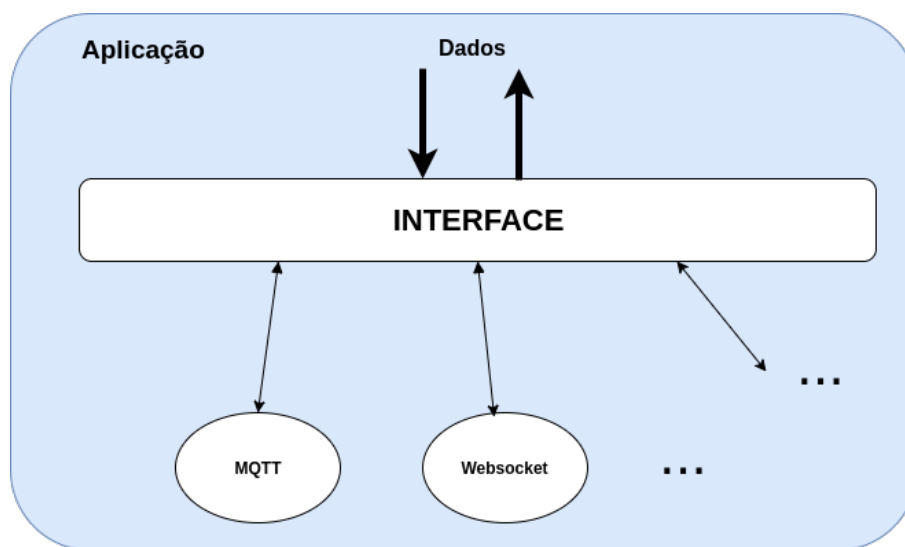 Aplicação
Dados
INTERFACE
...
MQTT
Websocket
...